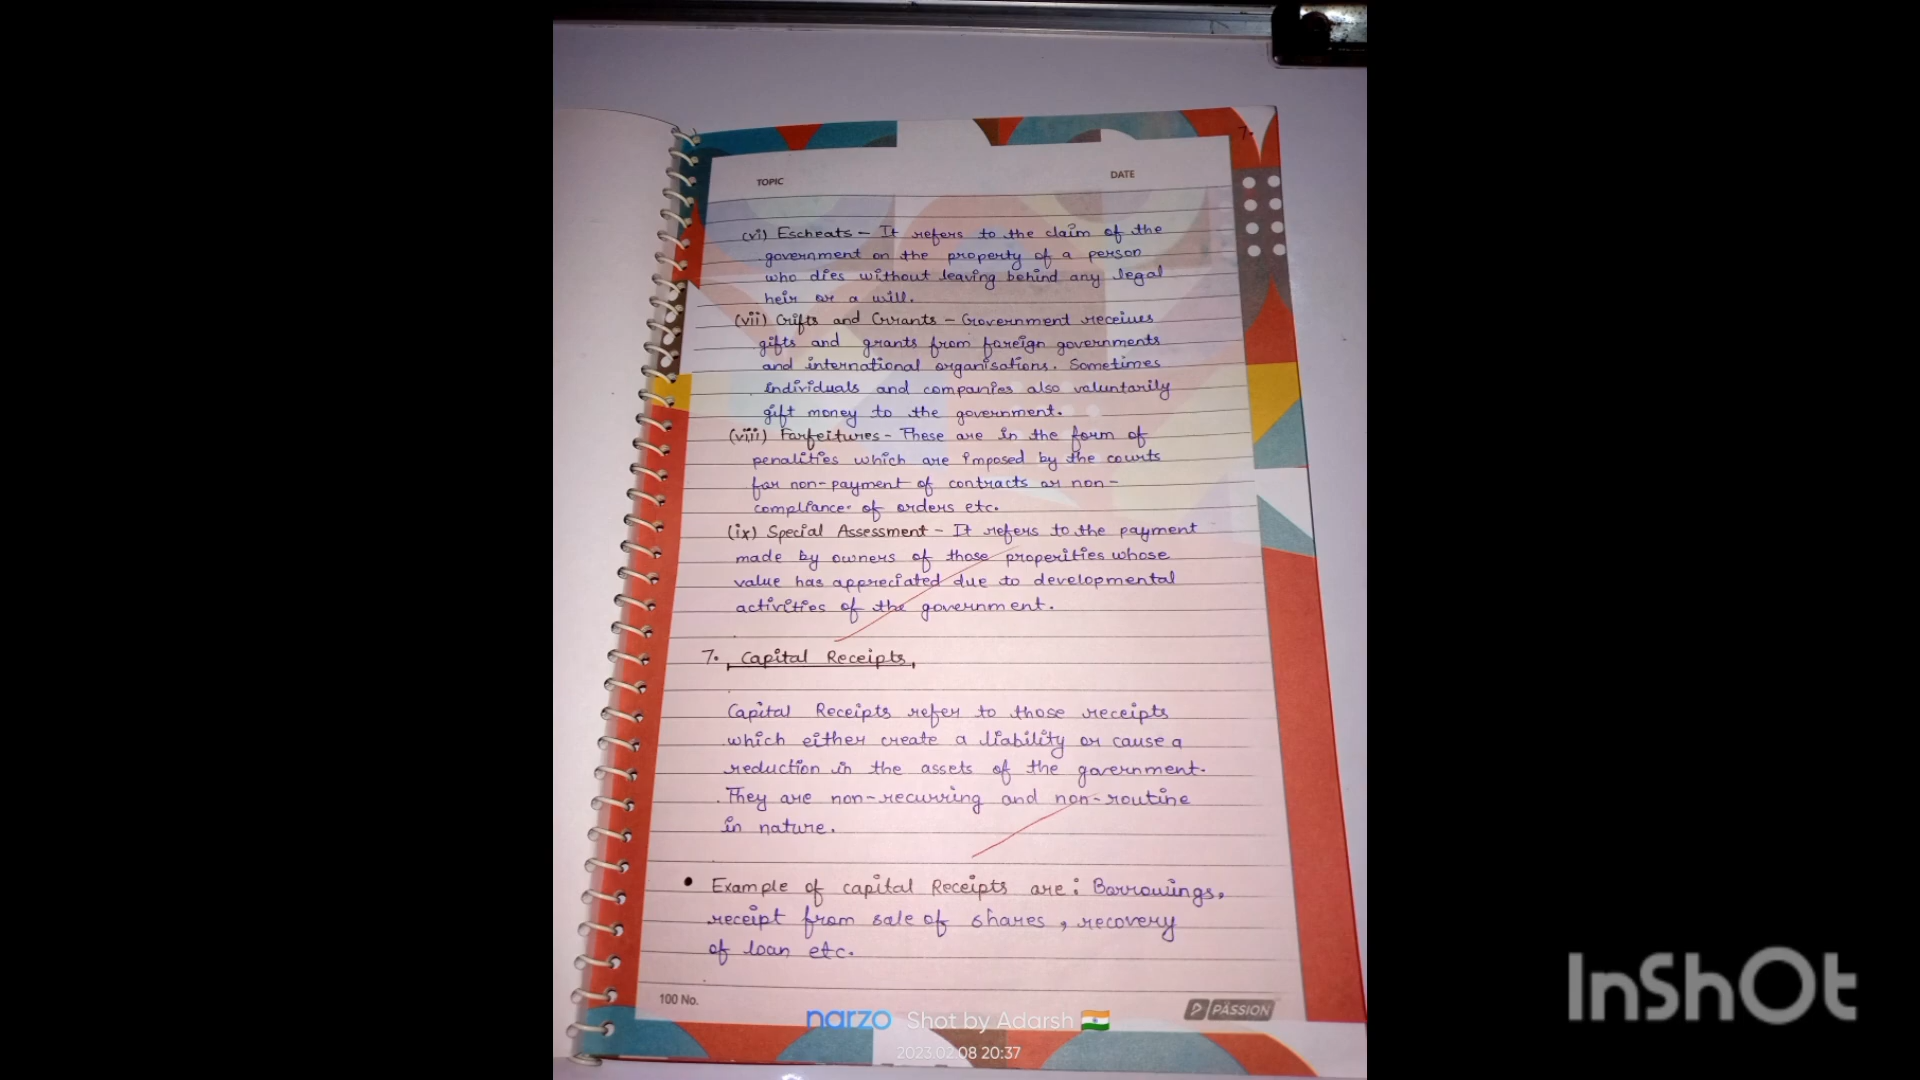 7.
TOPIC DATE
(vi) Escheats - It refers to the claim of the
government on the property of a person
who dies without leaving behind any legal
heir or a will.
(vii) Gifts and Grants - Government receives
gifts and grants from foreign governments
and international organisations. Sometimes
individuals and companies also voluntarily
gift money to the government.
(viii) Forfeitures - These are in the form of
penalities which are imposed by the courts
for non-payment of contracts or non-
compliance of orders etc.
(ix) Special Assessment - It refers to the payment
made by owners of those properities whose
value has appreciated due to developmental
activities of the government.
7. Capital Receipts
Capital Receipts refer to those receipts
which either create a liability or cause a
reduction in the assets of the government.
They are non-recurring and non-routine
in nature.
• Example of capital Receipts are : Borrowings,
receipt from sale of shares , recovery
of loan etc.
100 No.
PASSION
narzo Shot by Adarsh 🇮🇳
2023.02.08 20:37
InShOt